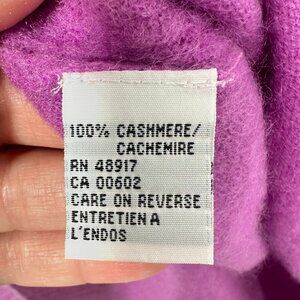 100% CASHMERE/
CACHEMIRE
RN 48917
CA 00602
CARE ON REVERSE
ENTRETIEN A
L'ENDOS